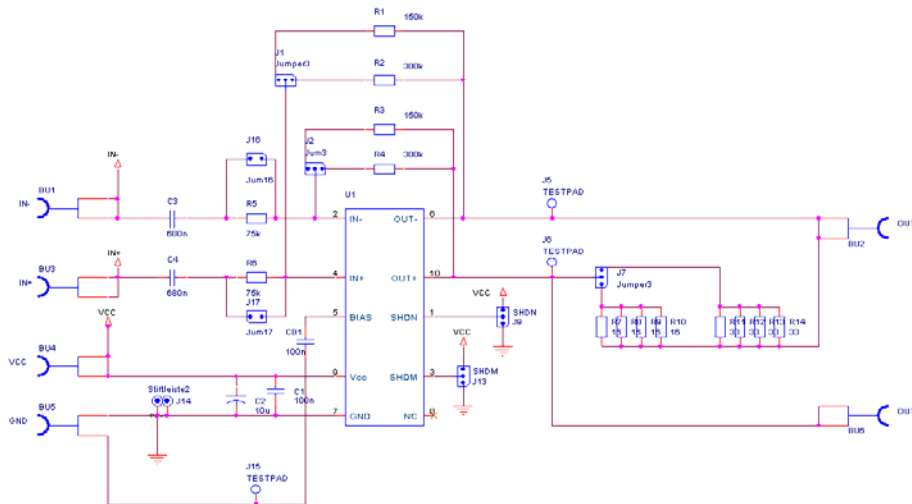 R1 150k
J1
Jumper3
R2 300k
R3 150k
J16
Jum16
J2
Jum3
R4 300k
IN-
BU1
IN-
C3
680n
R5
75k
U1
2 IN- OUT- 6
J5
TESTPAD
BU2
IN+
BU3
IN+
C4
680n
R6
75k
J17
Jum17
4 IN+ OUT+ 10
J6
TESTPAD
J7
Jumper3
VCC
5 BIAS SHDN 1
SHDN
J9
R7 R8 R9 R10
15 15 15 15
R11 R12 R13 R14
33 33 33 33
VCC
BU4
VCC
CB1
100n
VCC
9 Vcc SHDM 3
SHDM
J13
Stiftleiste2
J14
C2
10u
C1
100n
BU5
GND
7 GND NC 8
BU6
J15
TESTPAD